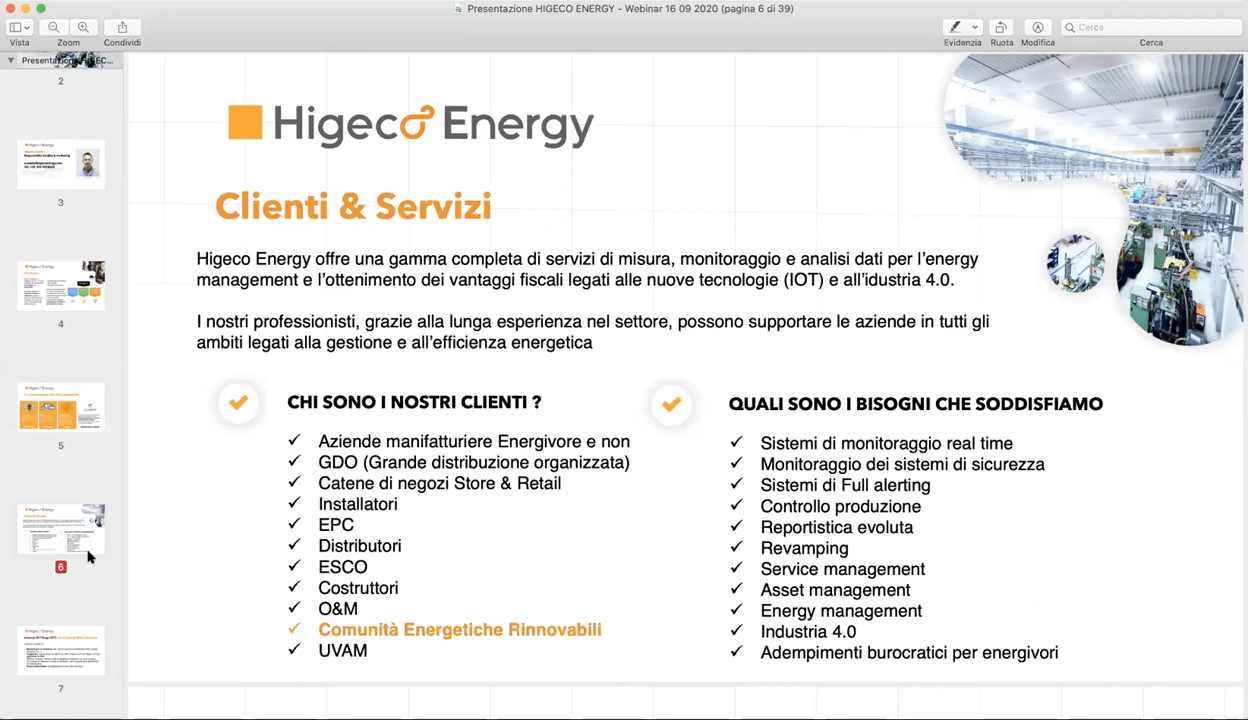 Presentazione HIGECO ENERGY - Webinar 16 09 2020 (pagina 6 di 39)
Vista
Zoom
Condividi
Evidenzia
Ruota
Modifica
Cerca
Cerca
2
3
4
5
6
7
Higeco Energy
Clienti & Servizi
Higeco Energy offre una gamma completa di servizi di misura, monitoraggio e analisi dati per l'energy
management e l'ottenimento dei vantaggi fiscali legati alle nuove tecnologie (IOT) e all'idustria 4.0.
I nostri professionisti, grazie alla lunga esperienza nel settore, possono supportare le aziende in tutti gli
ambiti legati alla gestione e all'efficienza energetica
CHI SONO I NOSTRI CLIENTI ?
✓ Aziende manifatturiere Energivore e non
✓ GDO (Grande distribuzione organizzata)
✓ Catene di negozi Store & Retail
✓ Installatori
✓ EPC
✓ Distributori
✓ ESCO
✓ Costruttori
✓ O&M
✓ Comunità Energetiche Rinnovabili
✓ UVAM
QUALI SONO I BISOGNI CHE SODDISFIAMO
✓ Sistemi di monitoraggio real time
✓ Monitoraggio dei sistemi di sicurezza
✓ Sistemi di Full alerting
✓ Controllo produzione
✓ Reportistica evoluta
✓ Revamping
✓ Service management
✓ Asset management
✓ Energy management
✓ Industria 4.0
✓ Adempimenti burocratici per energivori